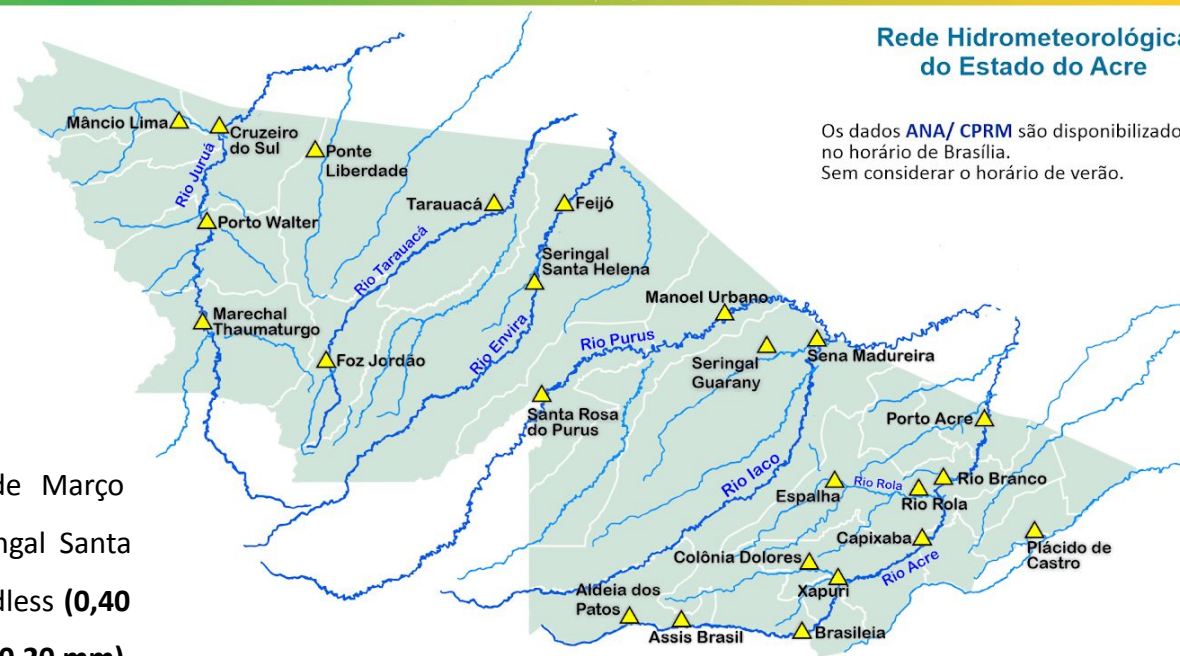 Rede Hidrometeorológica
do Estado do Acre
Os dados ANA/ CPRM são
no horário de Brasília.
Sem considerar o horário de verão.
Mâncio Lima
Cruzeiro
do Sul
Ponte
Liberdade
Rio Juruá
Porto Walter
Tarauacá
Feijó
Rio Tarauacá
Seringal
Santa Helena
Marechal
Thaumaturgo
Foz Jordão
Rio Envira
Manoel Urbano
Rio Purus
Seringal
Guarany
Sena Madureira
Santa Rosa
do Purus
Porto Acre
Rio Iaco
Espalha
Rio Rola
Rio Rola
Rio Branco
Capixaba
Plácido de
Castro
Colônia Dolores
Rio Acre
Xapuri
Aldeia dos
Patos
Assis Brasil
Brasileia
de Março
Santa
(0,40
mm)